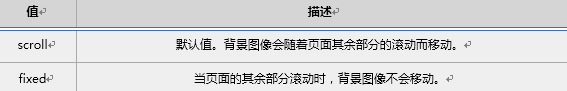 值 描述
scroll 默认值。背景图像会随着页面其余部分的滚动而移动。
fixed 当页面的其余部分滚动时，背景图像不会移动。